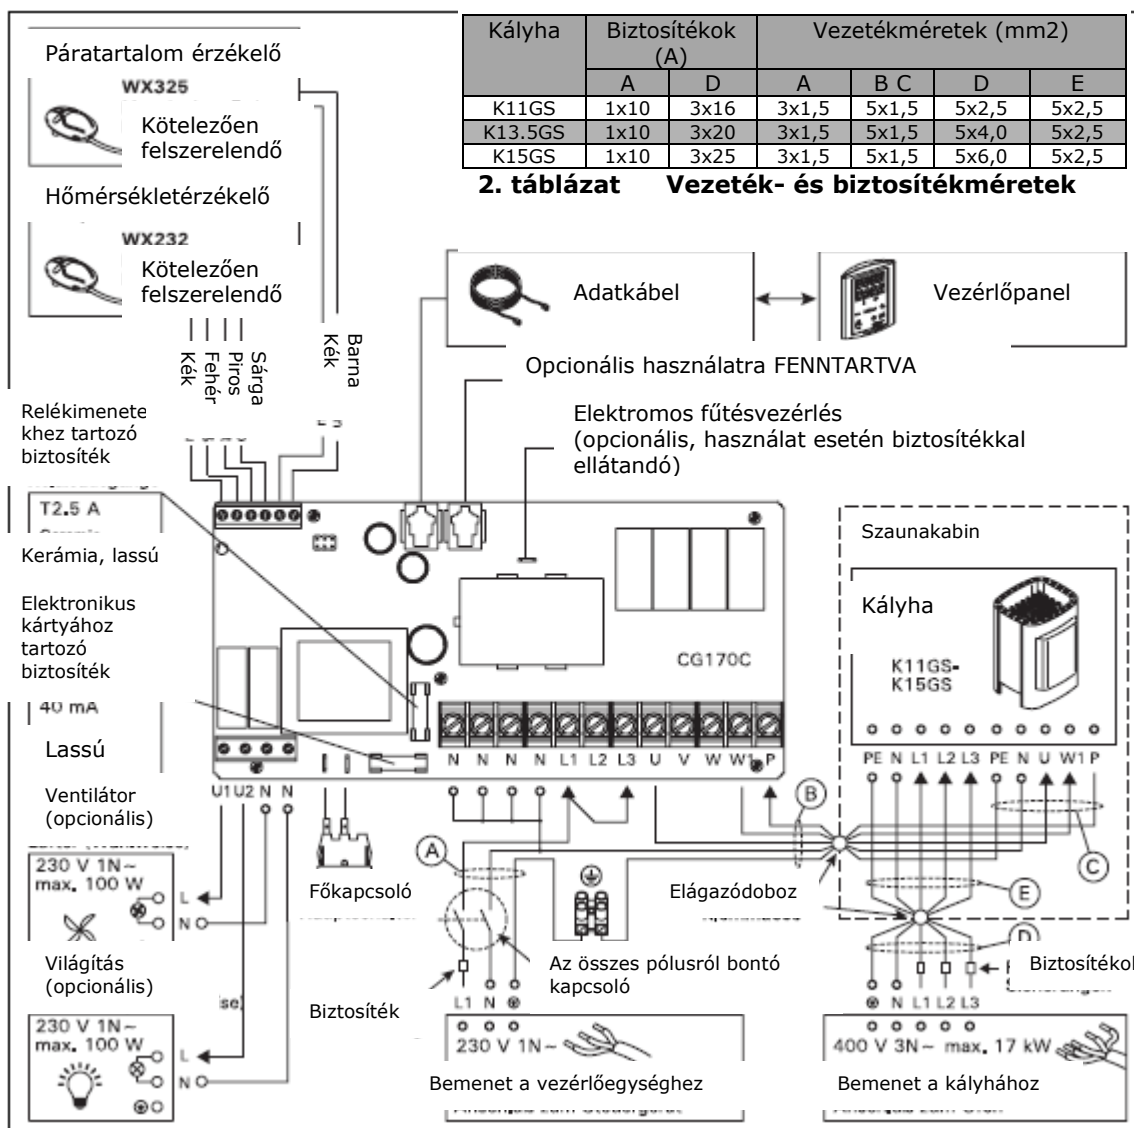 Kályha Biztosítékok (A) Vezetékméretek (mm2)
A D A B C D E
K11GS 1x10 3x16 3x1,5 5x1,5 5x2,5 5x2,5
K13.5GS 1x10 3x20 3x1,5 5x1,5 5x4,0 5x2,5
K15GS 1x10 3x25 3x1,5 5x1,5 5x6,0 5x2,5
2. táblázat Vezeték- és biztosítékméretek
Páratartalom érzékelő
WX325
Kötelezően
felszerelendő
Hőmérsékletérzékelő
WX232
Kötelezően
felszerelendő
Kék
Fehér
Piros
Sárga
Kék
Barna
Adatkábel
Vezérlőpanel
Opcionális használatra FENNTARTVA
Elektromos fűtésvezérlés
(opcionális, használat esetén biztosítékkal
ellátandó)
Relékimenete
khez tartozó
biztosíték
T2.5 A
Kerámia, lassú
Elektronikus
kártyához
tartozó
biztosíték
40 mA
Lassú
CG170C
N N N N L1 L2 L3 U V W W1 P
U1 U2 N N
Szaunakabin
Kályha
K11GS-
K15GS
PE N L1 L2 L3 PE N U W1 P
A
B
C
E
D
Ventilátor
(opcionális)
230 V 1N~
max. 100 W
L
N
Világítás
(opcionális)
230 V 1N~
max. 100 W
L
N
Főkapcsoló
Elágazódoboz
Az összes pólusról bontó
kapcsoló
Biztosíték
Biztosítékok
L1 N
N L1 L2 L3
230 V 1N~
Bemenet a vezérlőegységhez
400 V 3N~ max. 17 kW
Bemenet a kályhához